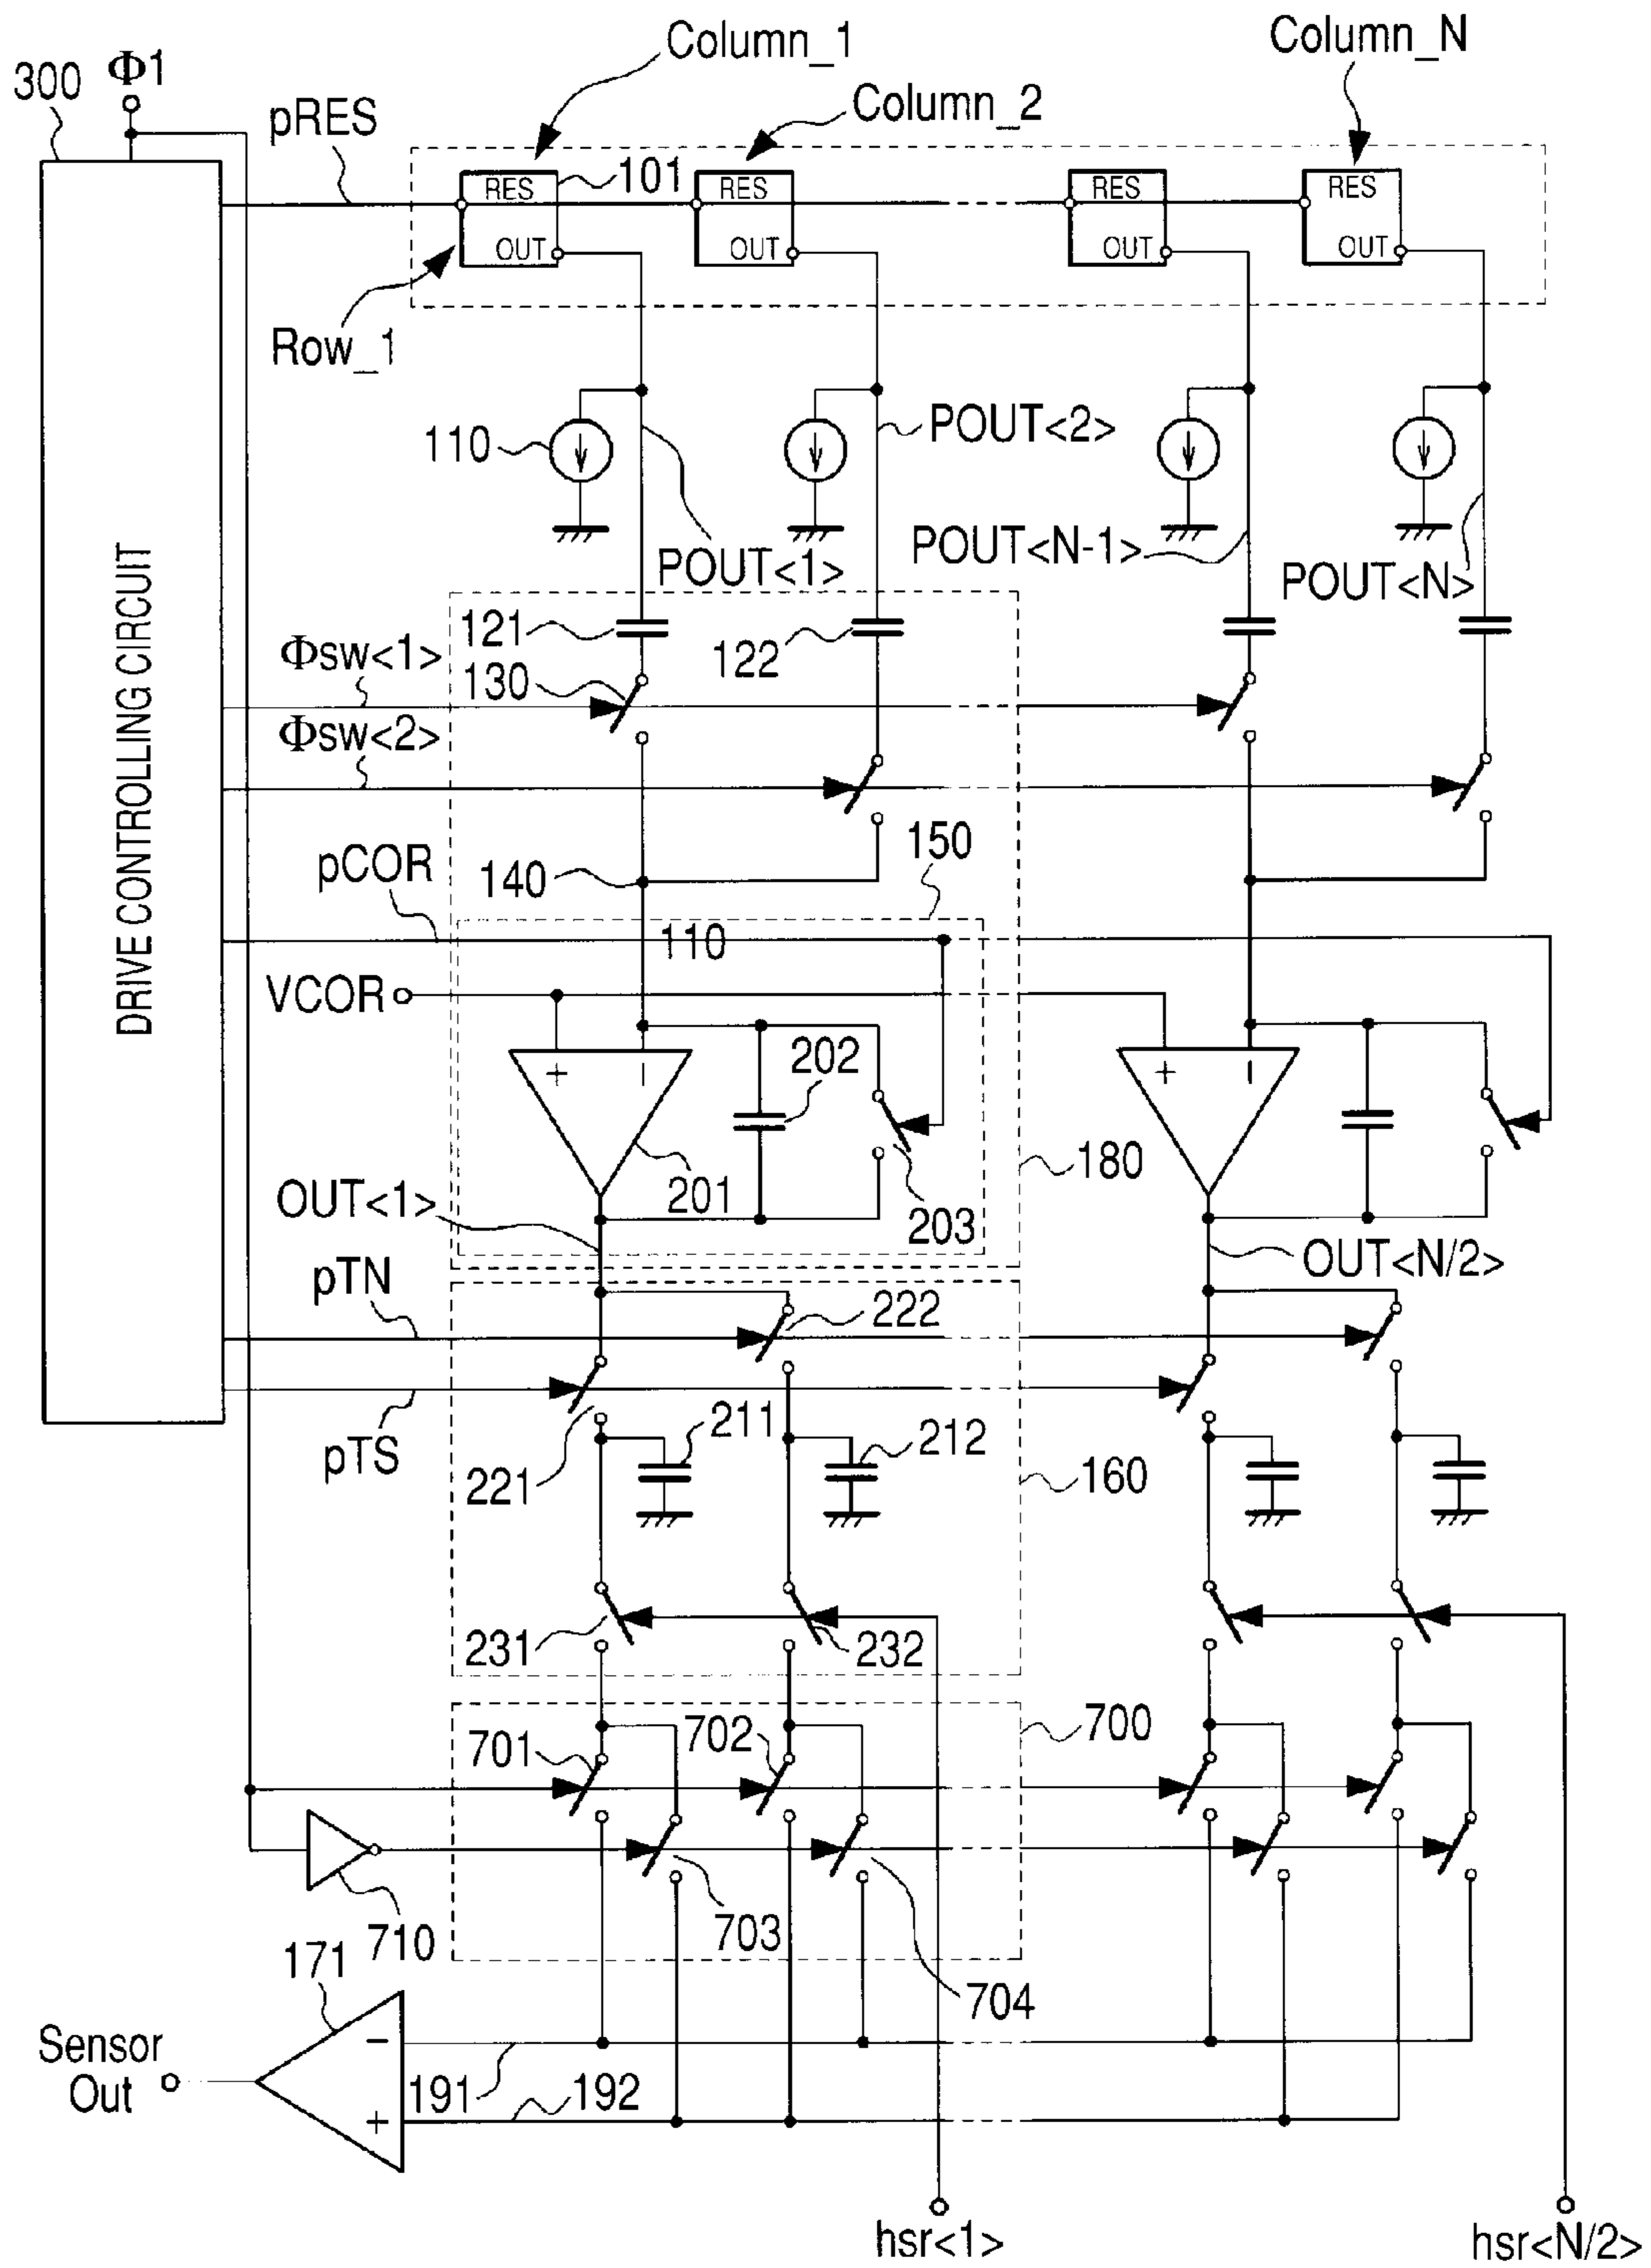 Column_1
Column_N
300
Φ1
pRES
Column_2
RES
101
RES
RES
RES
OUT
OUT
OUT
OUT
Row_1
110
POUT<2>
POUT<1>
POUT<N-1>
POUT<N>
DRIVE CONTROLLING CIRCUIT
121
122
Φsw<1>
130
Φsw<2>
pCOR
140
150
110
VCOR
+
−
202
+
−
201
203
180
OUT<1>
OUT<N/2>
pTN
222
pTS
221
211
212
160
231
232
701
702
700
710
703
704
171
Sensor
Out
−
+
191
192
hsr<1>
hsr<N/2>